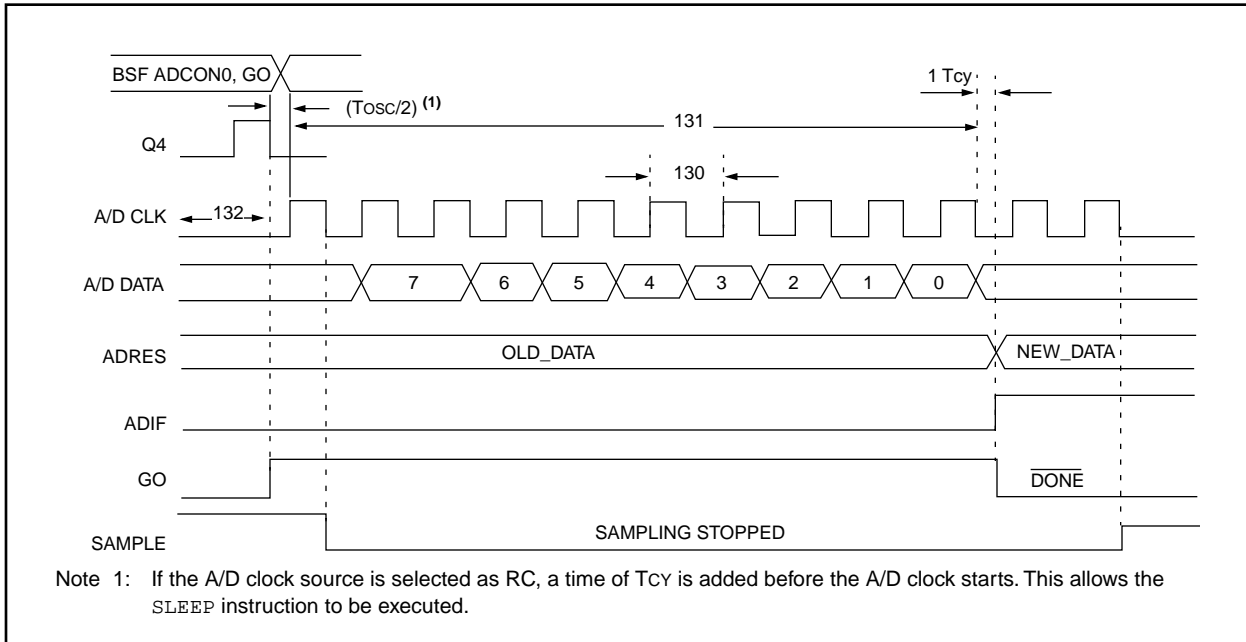 BSF ADCON0, GO
1 Tcy
(TOSC/2) (1)
131
Q4
130
A/D CLK
132
A/D DATA
7 6 5 4 3 2 1 0
ADRES
OLD_DATA
NEW_DATA
ADIF
GO
DONE
SAMPLE
SAMPLING STOPPED
Note 1: If the A/D clock source is selected as RC, a time of TCY is added before the A/D clock starts. This allows the
SLEEP instruction to be executed.